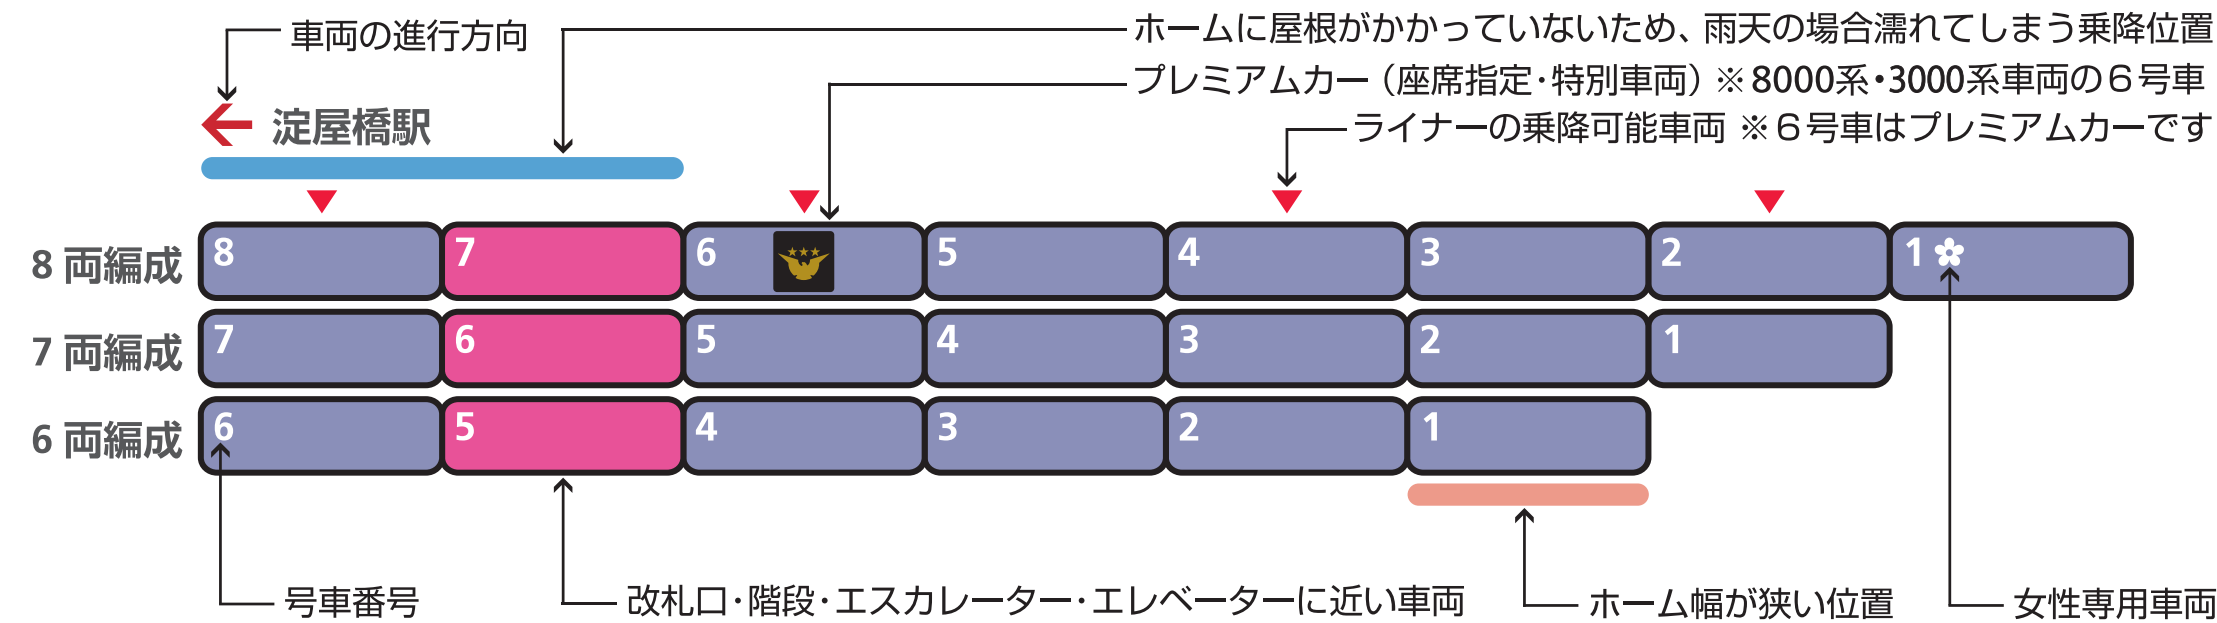 車両の進行方向
ホームに屋根がかかっていないため、雨天の場合濡れてしまう乗降位置
プレミアムカー（座席指定・特別車両）※8000系・3000系車両の６号車
ライナーの乗降可能車両 ※６号車はプレミアムカーです
淀屋橋駅
8 両編成 8 7 6 5 4 3 2 1
7 両編成 7 6 5 4 3 2 1
6 両編成 6 5 4 3 2 1
号車番号
改札口・階段・エスカレーター・エレベーターに近い車両
ホーム幅が狭い位置
女性専用車両